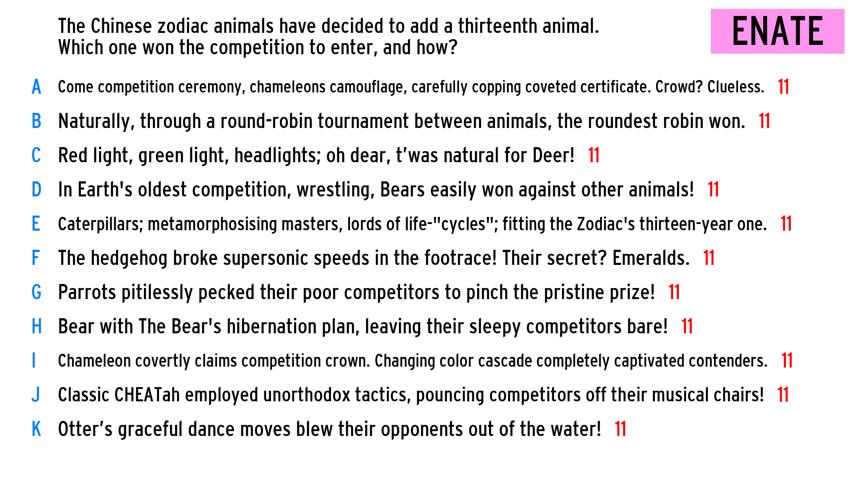 The Chinese zodiac animals have decided to add a thirteenth animal.
Which one won the competition to enter, and how?
ENATE
A Come competition ceremony, chameleons camouflage, carefully copping coveted certificate. Crowd? Clueless. 11
B Naturally, through a round-robin tournament between animals, the roundest robin won. 11
C Red light, green light, headlights; oh dear, t'was natural for Deer! 11
D In Earth's oldest competition, wrestling, Bears easily won against other animals! 11
E Caterpillars; metamorphosising masters, lords of life-"cycles"; fitting the Zodiac's thirteen-year one. 11
F The hedgehog broke supersonic speeds in the footrace! Their secret? Emeralds. 11
G Parrots pitilessly pecked their poor competitors to pinch the pristine prize! 11
H Bear with The Bear's hibernation plan, leaving their sleepy competitors bare! 11
I Chameleon covertly claims competition crown. Changing color cascade completely captivated contenders. 11
J Classic CHEATah employed unorthodox tactics, pouncing competitors off their musical chairs! 11
K Otter's graceful dance moves blew their opponents out of the water! 11